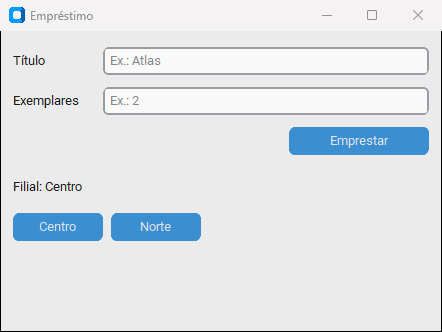 Empréstimo
Título Ex.: Atlas
Exemplares Ex.: 2
Emprestar
Filial: Centro
Centro Norte